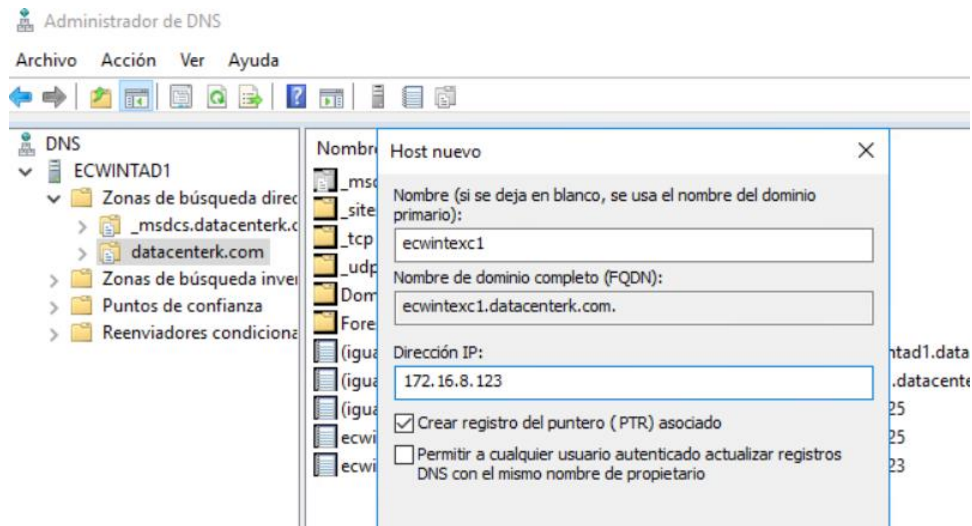 Administrador de DNS
Archivo Acción Ver Ayuda
DNS
ECWINTAD1
Zonas de búsqueda direc
_msdcs.datacenterk.c
datacenterk.com
Zonas de búsqueda inver
Puntos de confianza
Reenviadores condiciona
Nombr
_msd
_site
_tcp
_udp
Dom
Fore
(igua
(igua
(igua
ecwi
ecwi
Host nuevo
Nombre (si se deja en blanco, se usa el nombre del dominio
primario):
ecwintexc1
Nombre de dominio completo (FQDN):
ecwintexc1.datacenterk.com.
Dirección IP:
172.16.8.123
Crear registro del puntero (PTR) asociado
Permitir a cualquier usuario autenticado actualizar registros
DNS con el mismo nombre de propietario
ntad1.data
.datacente
25
25
23